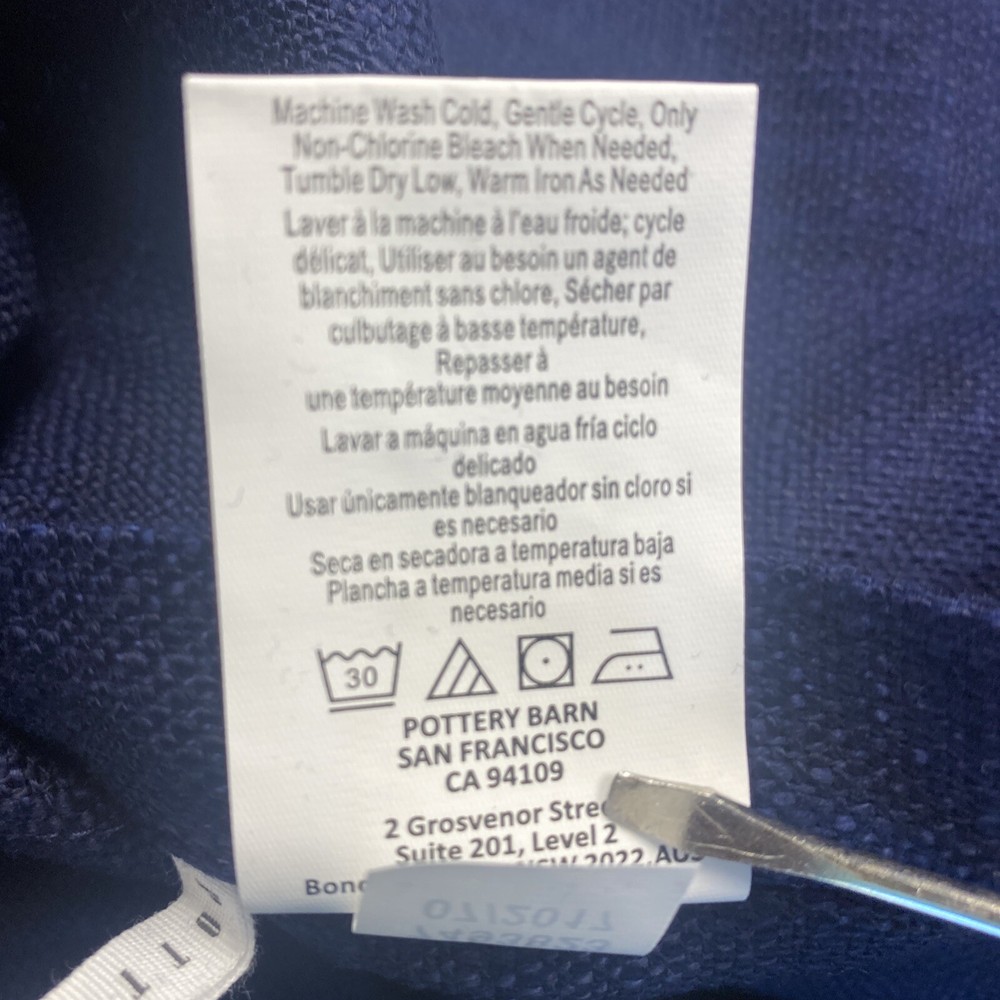 Machine Wash Cold, Gentle Cycle, Only
Non-Chlorine Bleach When Needed,
Tumble Dry Low, Warm Iron As Needed
Laver à la machine à l'eau froide; cycle
délicat, Utiliser au besoin un agent de
blanchiment sans chlore, Sécher par
culbutage à basse température,
Repasser à
une température moyenne au besoin
Lavar a máquina en agua fría ciclo
delicado
Usar únicamente blanqueador sin cloro si
es necesario
Seca en secadora a temperatura baja
Plancha a temperatura media si es
necesario
30
POTTERY BARN
SAN FRANCISCO
CA 94109
2 Grosvenor
Suite 201, Level 2
2022,
07/2017